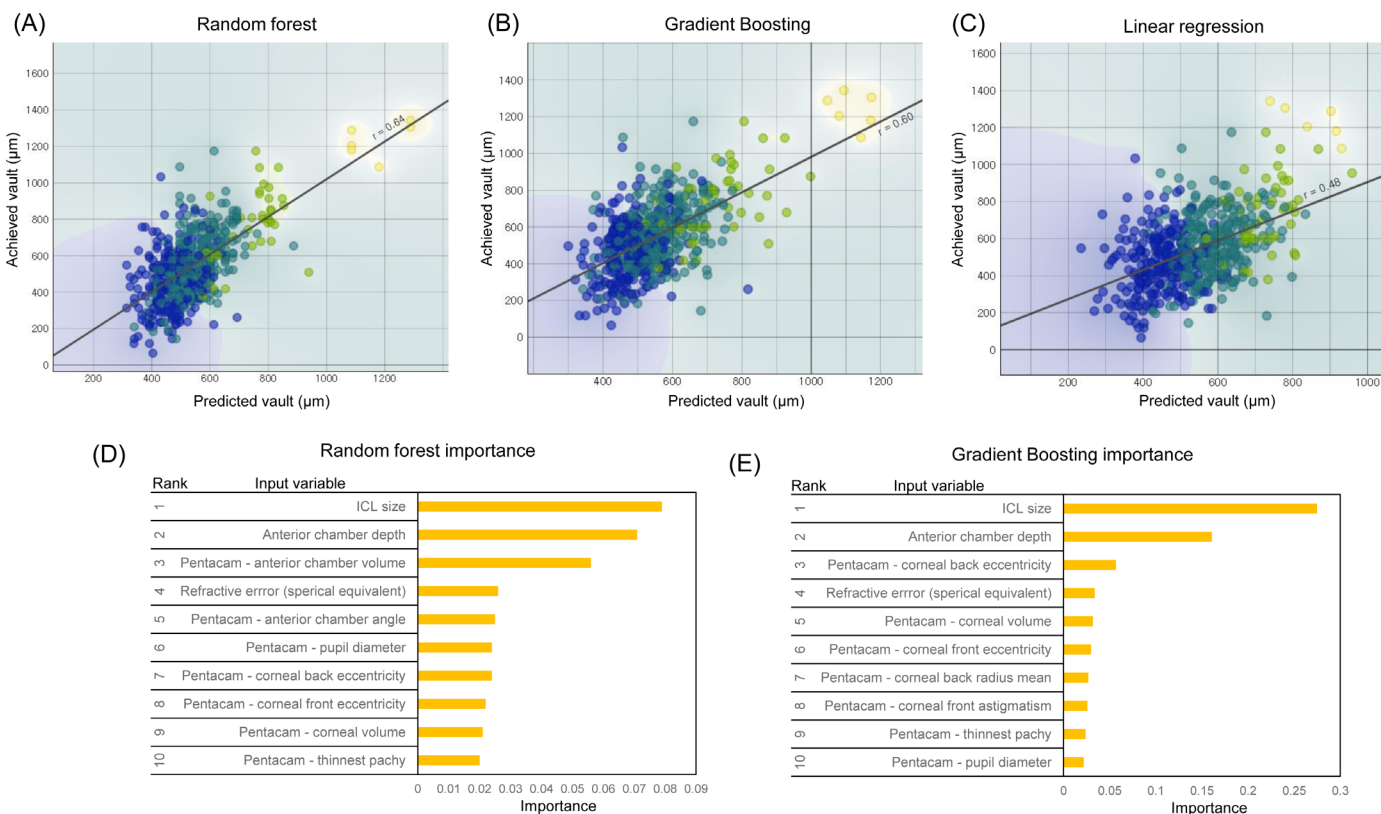 (A)
Random forest
Achieved vault (µm)
1600
1400
1200
1000
800
600
400
200
0
r = 0.64
200
400
600
800
1000
1200
Predicted vault (µm)
(B)
Gradient Boosting
Achieved vault (µm)
1600
1400
1200
1000
800
600
400
200
0
r = 0.60
400
600
800
1000
1200
Predicted vault (µm)
(C)
Linear regression
Achieved vault (µm)
1600
1400
1200
1000
800
600
400
200
0
r = 0.48
200
400
600
800
1000
Predicted vault (µm)
(D)
Random forest importance
Rank Input variable
1 ICL size
2 Anterior chamber depth
3 Pentacam - anterior chamber volume
4 Refractive errror (sperical equivalent)
5 Pentacam - anterior chamber angle
6 Pentacam - pupil diameter
7 Pentacam - corneal back eccentricity
8 Pentacam - corneal front eccentricity
9 Pentacam - corneal volume
10 Pentacam - thinnest pachy
0 0.01 0.02 0.03 0.04 0.05 0.06 0.07 0.08 0.09
Importance
(E)
Gradient Boosting importance
Rank Input variable
1 ICL size
2 Anterior chamber depth
3 Pentacam - corneal back eccentricity
4 Refractive errror (sperical equivalent)
5 Pentacam - corneal volume
6 Pentacam - corneal front eccentricity
7 Pentacam - corneal back radius mean
8 Pentacam - corneal front astigmatism
9 Pentacam - thinnest pachy
10 Pentacam - pupil diameter
0 0.05 0.1 0.15 0.2 0.25 0.3
Importance